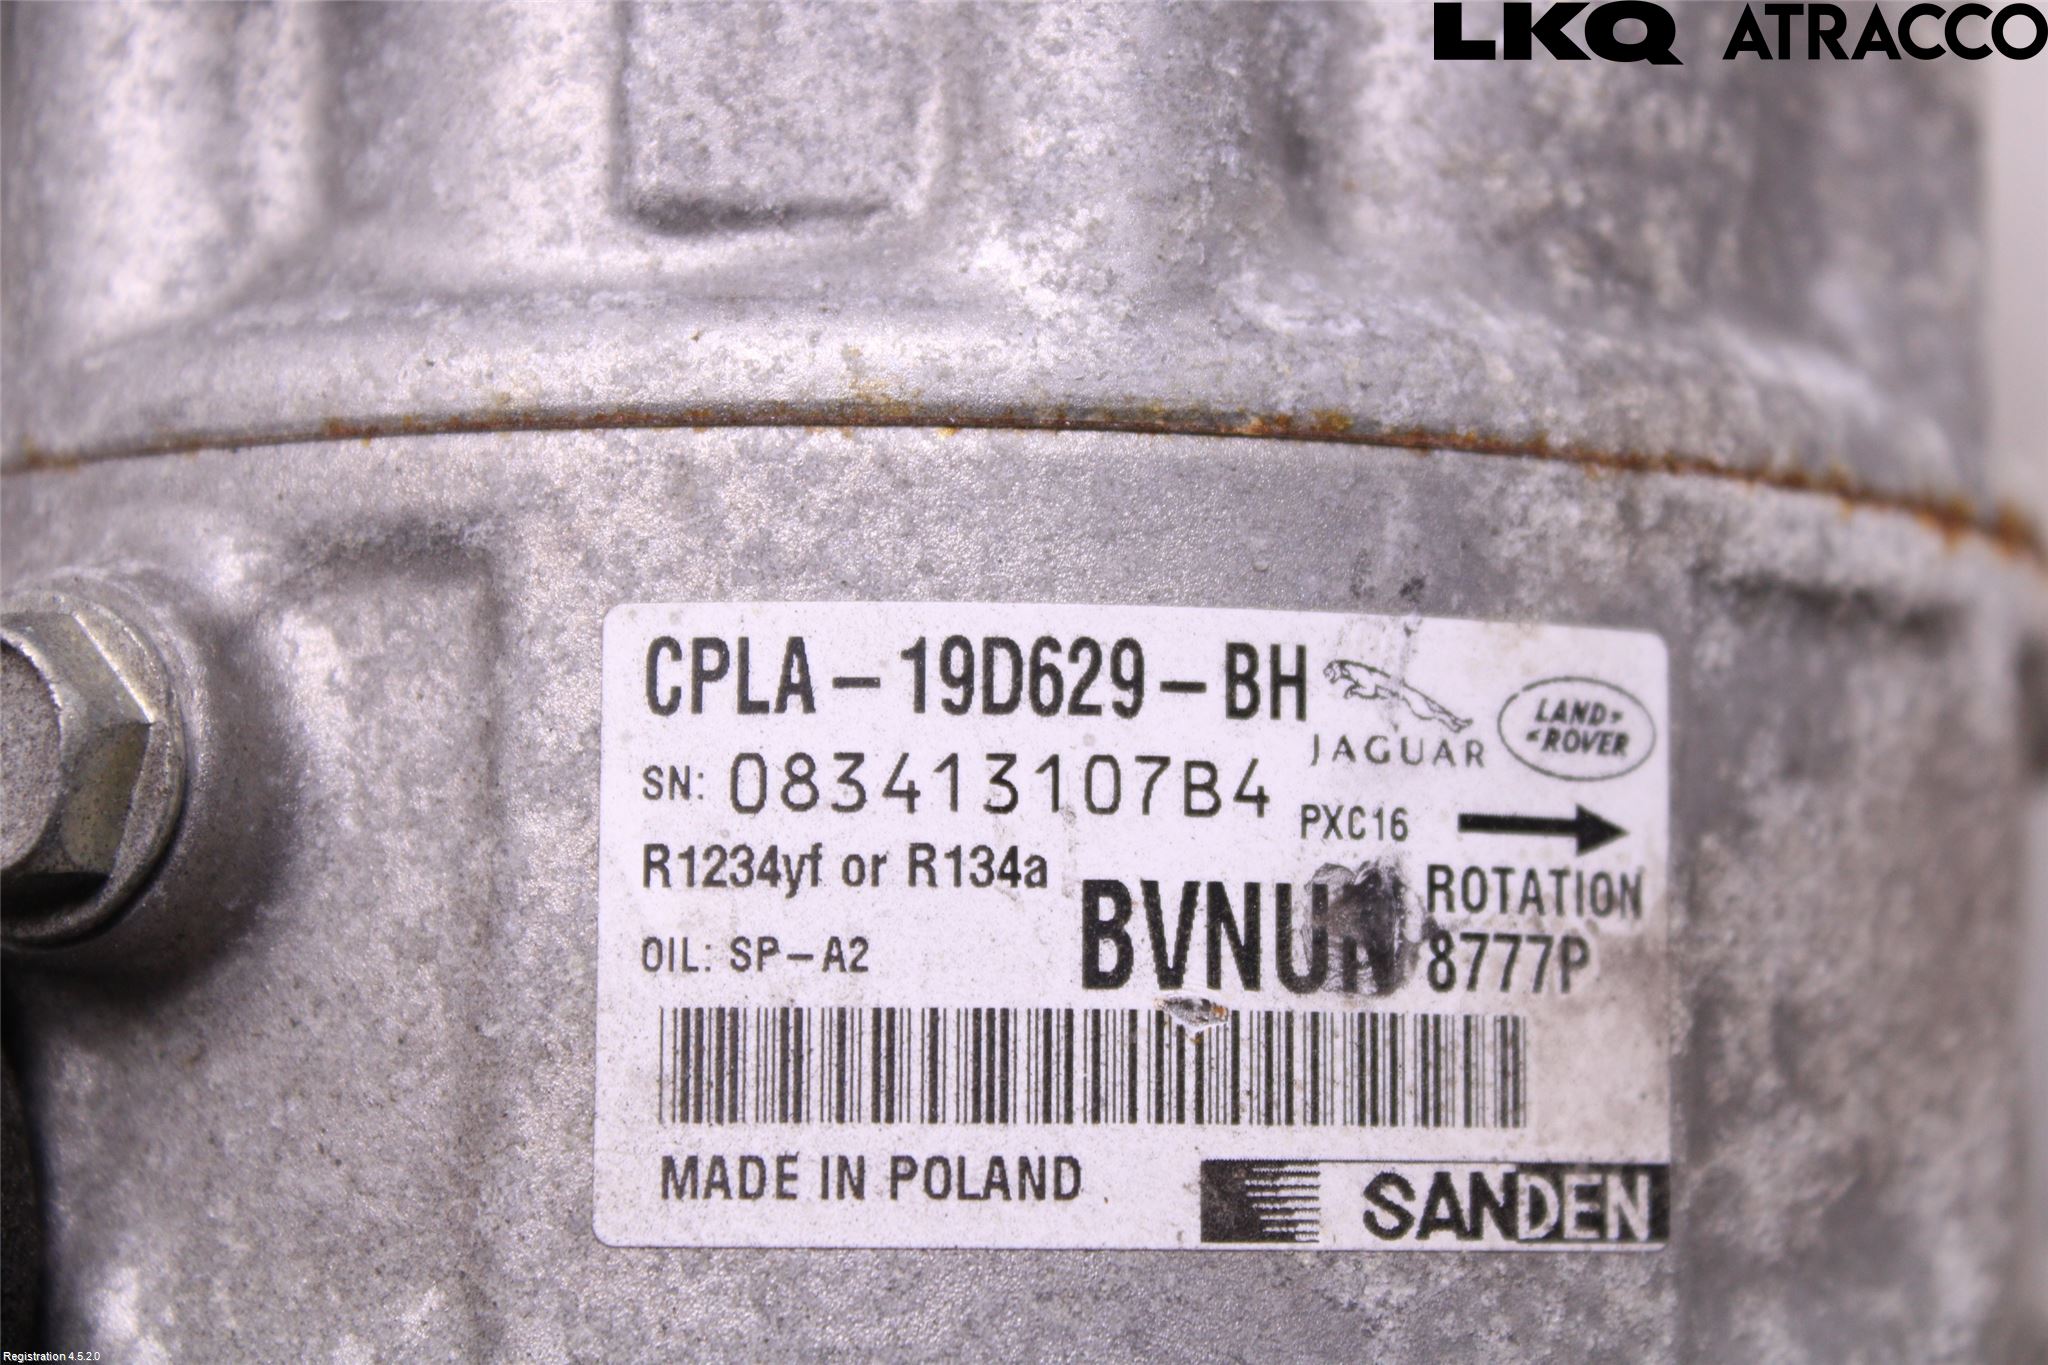 LKQ ATRACCO
CPLA-19D629-BH
JAGUAR
LAND ROVER
SN: 083413107B4
PXC16
R1234yf or R134a
ROTATION
OIL: SP-A2
8777P
MADE IN POLAND
SANDEN
Registration 4.5.2.0